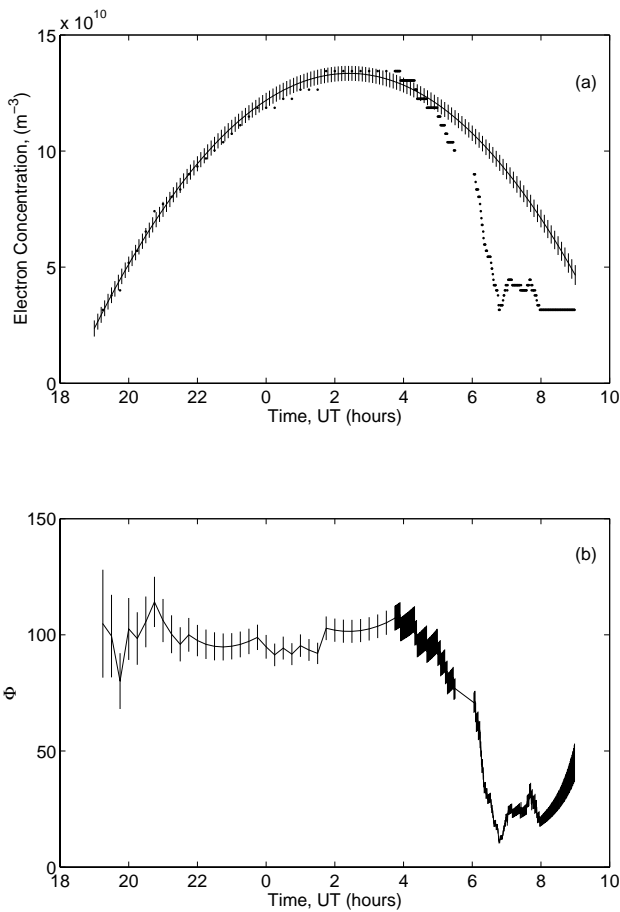 x 10^10
15
10
5
0
Electron Concentration, (m^−3)
(a)
18 20 22 0 2 4 6 8 10
Time, UT (hours)
150
100
50
0
Φ
(b)
18 20 22 0 2 4 6 8 10
Time, UT (hours)